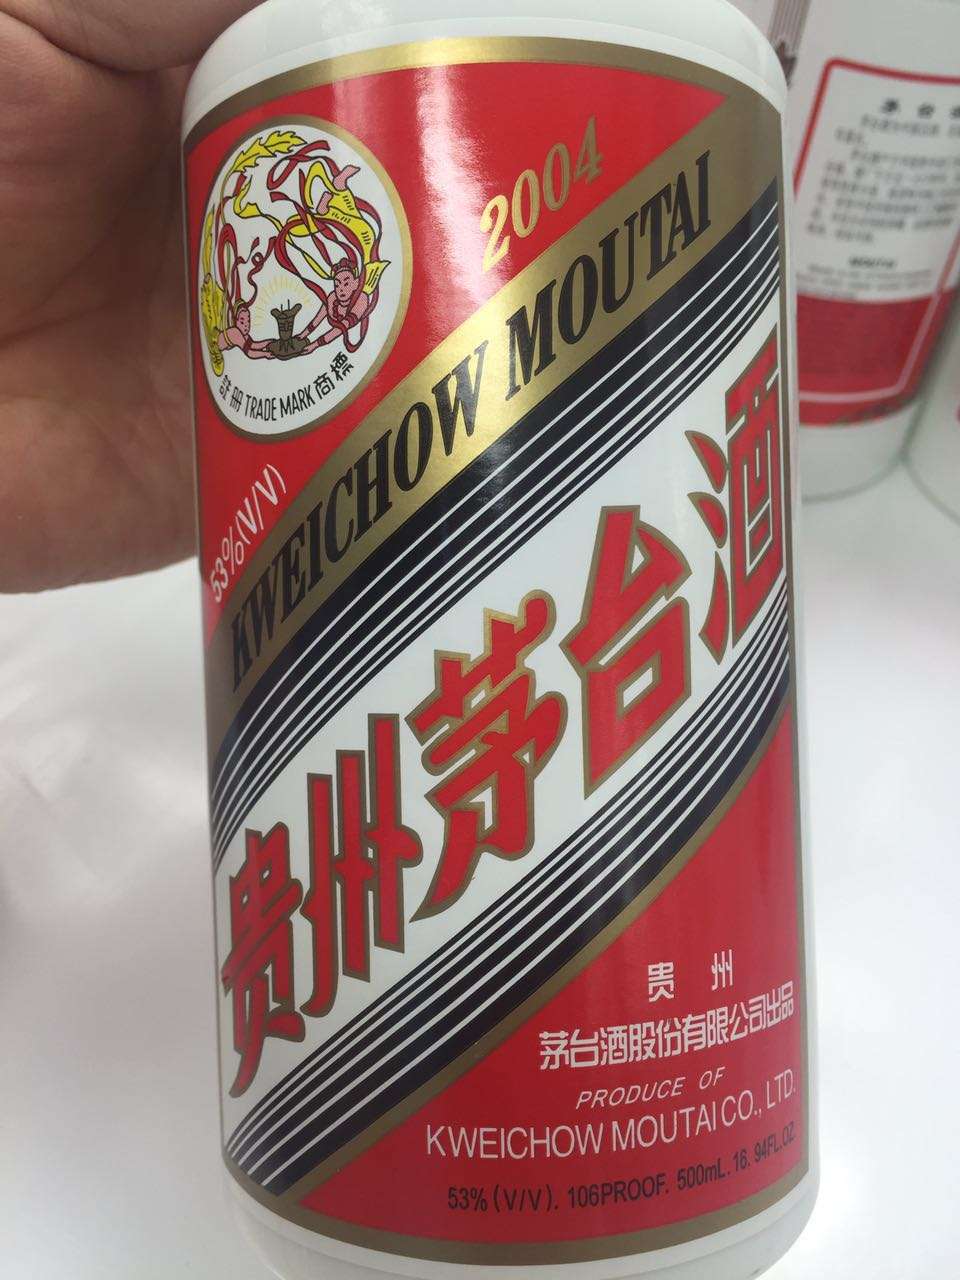 2004
註册 TRADE MARK 商標
53%(V/V)
KWEICHOW MOUTAI
贵州茅台酒
贵州
茅台酒股份有限公司出品
PRODUCE OF
KWEICHOW MOUTAI CO., LTD.
53% (V/V). 106PROOF. 500mL. 16. 94FL.OZ.